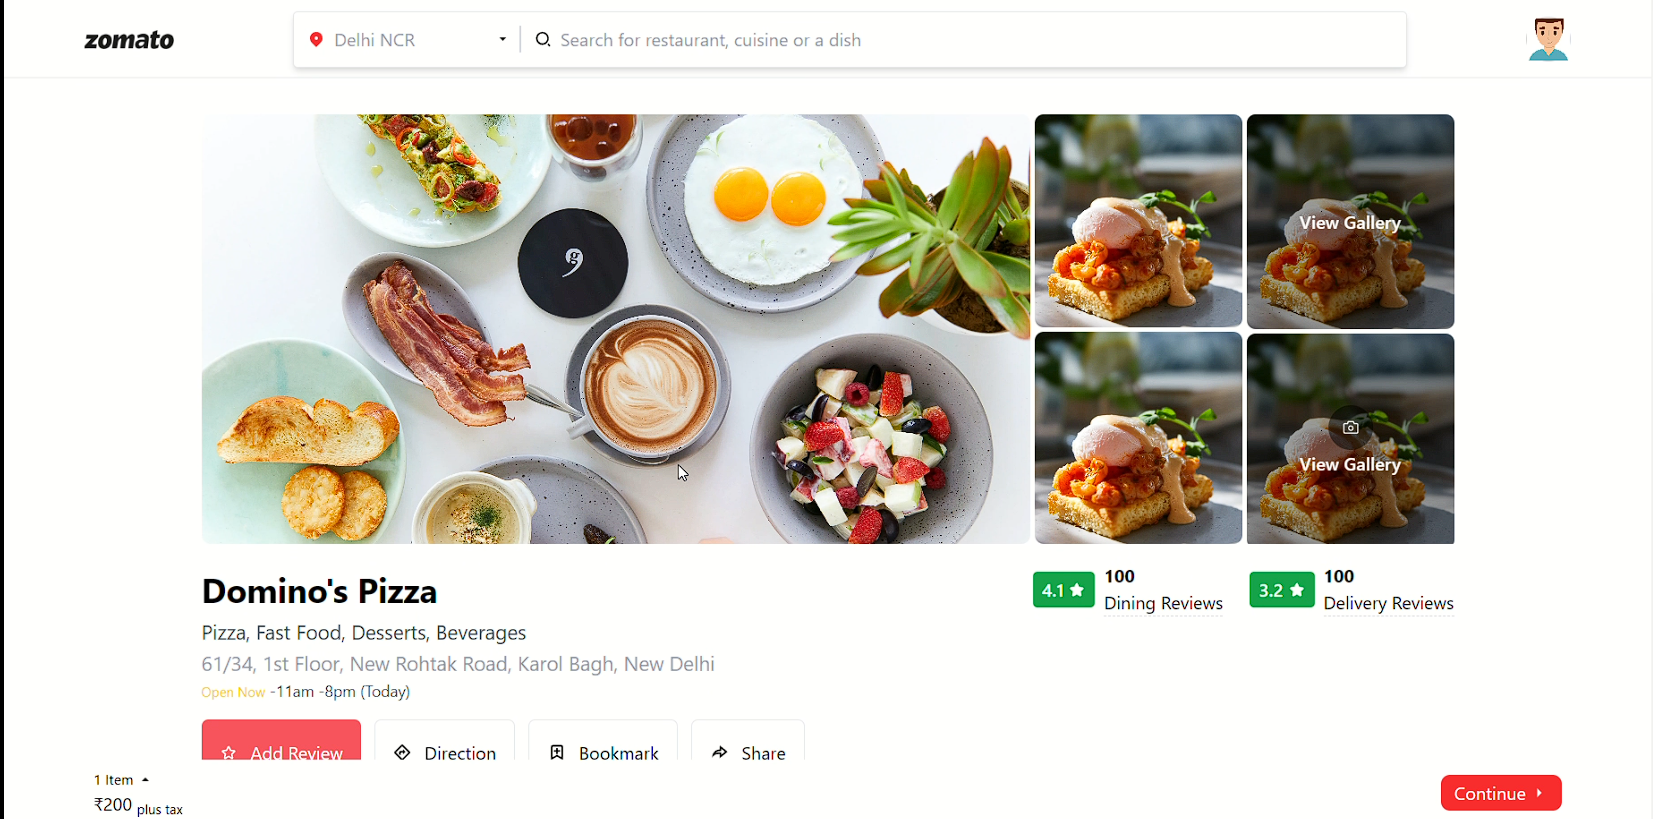 zomato
Delhi NCR
Search for restaurant, cuisine or a dish
View Gallery
View Gallery
Domino's Pizza
4.1
100
Dining Reviews
3.2
100
Delivery Reviews
Pizza, Fast Food, Desserts, Beverages
61/34, 1st Floor, New Rohtak Road, Karol Bagh, New Delhi
Open Now -11am -8pm (Today)
Add Review
Direction
Bookmark
Share
1 Item
₹200 plus tax
Continue